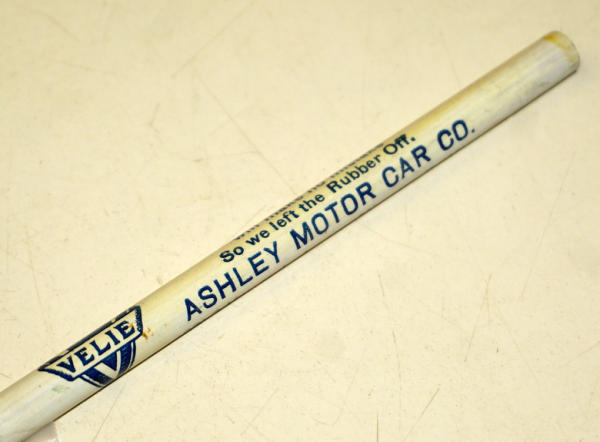 VELIE
So we left the Rubber Off.
ASHLEY MOTOR CAR CO.